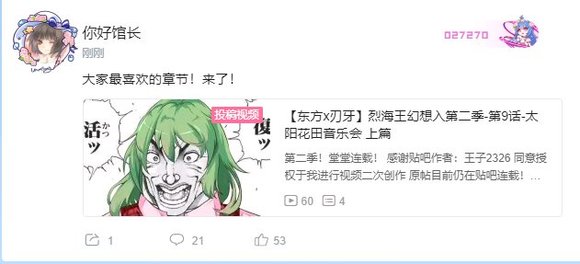 你好馆长
刚刚
027270
大家最喜欢的章节！来了！
活ッ
かつ
投稿视频
復ッ
【东方x刃牙】烈海王幻想入第二季-第9话-太
阳花田音乐会 上篇
第二季！堂堂连载！ 感谢贴吧作者：王子2326 同意授
权于我进行视频二次创作 原帖目前仍在贴吧连载！...
60
4
1
21
53